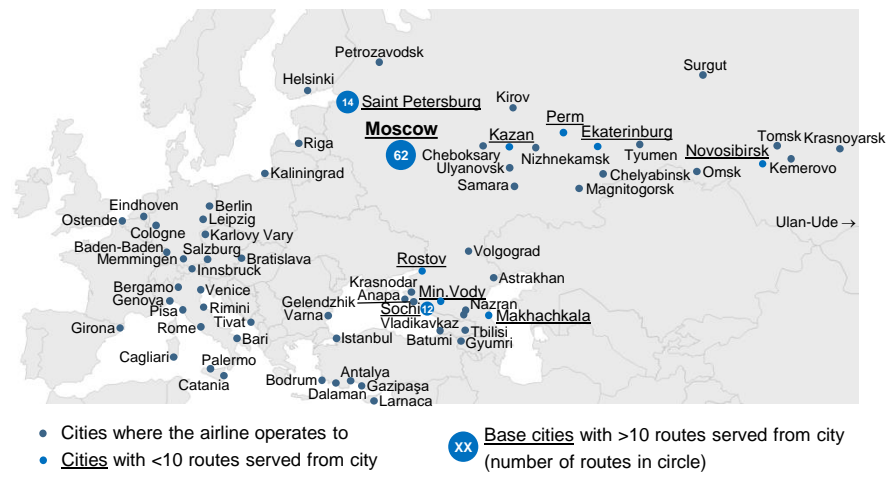 Petrozavodsk
Surgut
Helsinki
14 Saint Petersburg
Kirov
Perm
Moscow
62
Kazan
Ekaterinburg
Riga
Cheboksary
Nizhnekamsk
Tyumen
Novosibirsk
Tomsk
Krasnoyarsk
Kemerovo
Ulyanovsk
Kaliningrad
Samara
Chelyabinsk
Omsk
Magnitogorsk
Eindhoven
Berlin
Ostende
Leipzig
Cologne
Karlovy Vary
Ulan-Ude →
Baden-Baden
Salzburg
Memmingen
Bratislava
Innsbruck
Rostov
Volgograd
Astrakhan
Bergamo
Venice
Krasnodar
Min.Vody
Genova
Gelendzhik
Anapa
Nazran
Pisa
Rimini
Varna
Sochi 12
Makhachkala
Girona
Rome
Tivat
Vladikavkaz
Tbilisi
Bari
Istanbul
Batumi
Gyumri
Cagliari
Palermo
Catania
Bodrum
Antalya
Gazipaşa
Dalaman
Larnaca
Cities where the airline operates to
Cities with <10 routes served from city
XX Base cities with >10 routes served from city
(number of routes in circle)